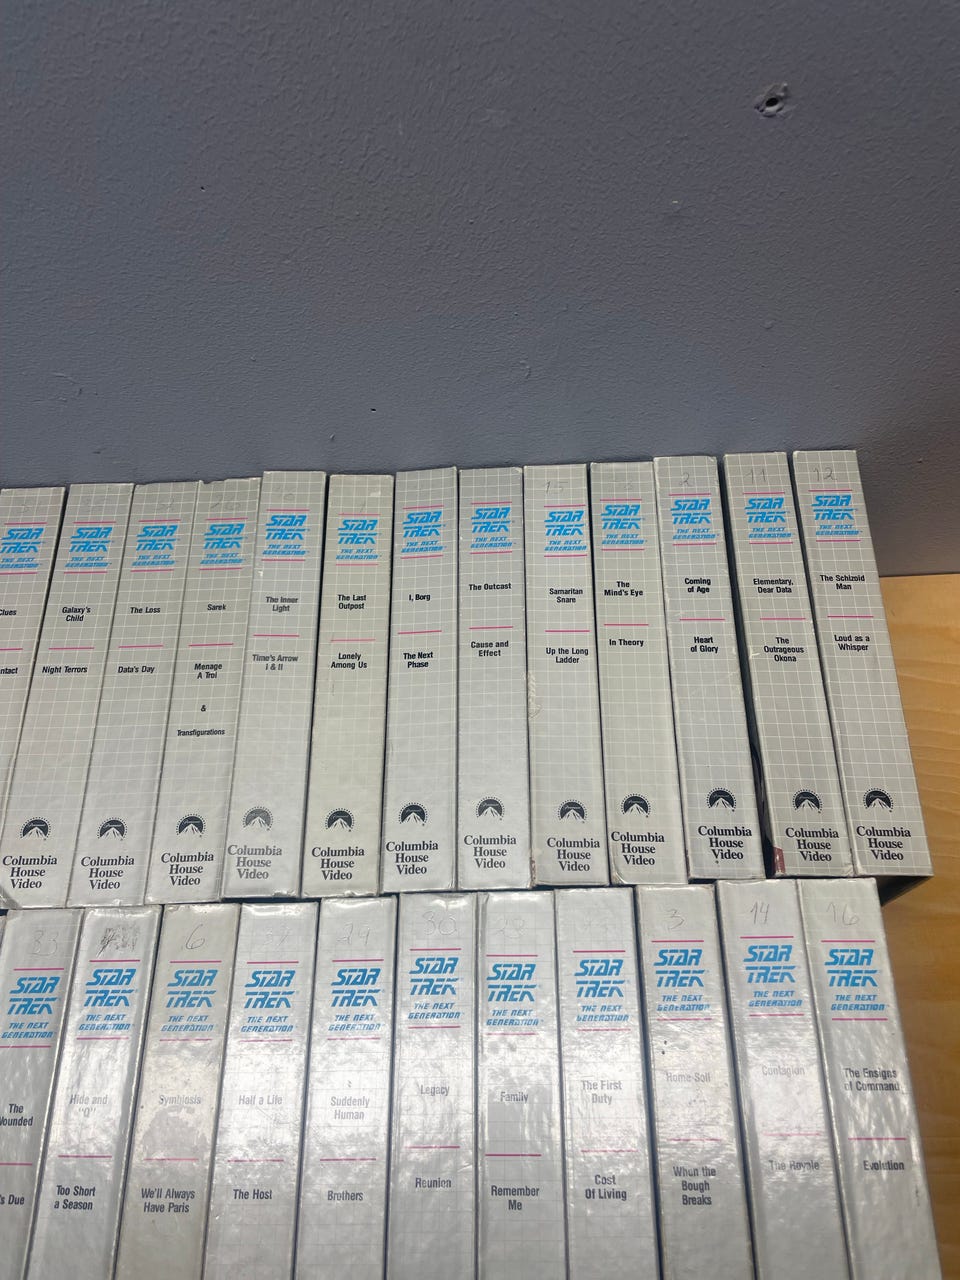 STAR
TREK
THE NEXT
GENERATION
Clues
ntact
Columbia
House
Video
STAR
TREK
THE NEXT
GENERATION
Galaxy's
Child
Night Terrors
Columbia
House
Video
STAR
TREK
THE NEXT
GENERATION
The Loss
Data's Day
Columbia
House
Video
STAR
TREK
THE NEXT
GENERATION
Sarek
Menage
A Troi
&
Transfigurations
Columbia
House
Video
STAR
TREK
THE NEXT
GENERATION
The Inner
Light
Time's Arrow
I & II
Columbia
House
Video
STAR
TREK
THE NEXT
GENERATION
The Last
Outpost
Lonely
Among Us
Columbia
House
Video
STAR
TREK
THE NEXT
GENERATION
I, Borg
The Next
Phase
Columbia
House
Video
STAR
TREK
THE NEXT
GENERATION
The Outcast
Cause and
Effect
Columbia
House
Video
15
STAR
TREK
THE NEXT
GENERATION
Samaritan
Snare
Up the Long
Ladder
Columbia
House
Video
STAR
TREK
THE NEXT
GENERATION
The
Mind's Eye
In Theory
Columbia
House
Video
2
STAR
TREK
THE NEXT
GENERATION
Coming
of Age
Heart
of Glory
Columbia
House
Video
11
STAR
TREK
THE NEXT
GENERATION
Elementary,
Dear Data
The
Outrageous
Okona
Columbia
House
Video
12
STAR
TREK
THE NEXT
GENERATION
The Schizoid
Man
Loud as a
Whisper
Columbia
House
Video
33
STAR
TREK
THE NEXT
GENERATION
The
Wounded
's Due
STAR
TREK
THE NEXT
GENERATION
Hide and
"Q"
Too Short
a Season
6
STAR
TREK
THE NEXT
GENERATION
Symbiosis
We'll Always
Have Paris
STAR
TREK
THE NEXT
GENERATION
Half a Life
The Host
29
STAR
TREK
THE NEXT
GENERATION
Suddenly
Human
Brothers
30
STAR
TREK
THE NEXT
GENERATION
Legacy
Reunion
28
STAR
TREK
THE NEXT
GENERATION
Family
Remember
Me
STAR
TREK
THE NEXT
GENERATION
The First
Duty
Cost
Of Living
3
STAR
TREK
THE NEXT
GENERATION
Home Soil
When the
Bough
Breaks
14
STAR
TREK
THE NEXT
GENERATION
Contagion
The Royale
16
STAR
TREK
THE NEXT
GENERATION
The Ensigns
of Command
Evolution